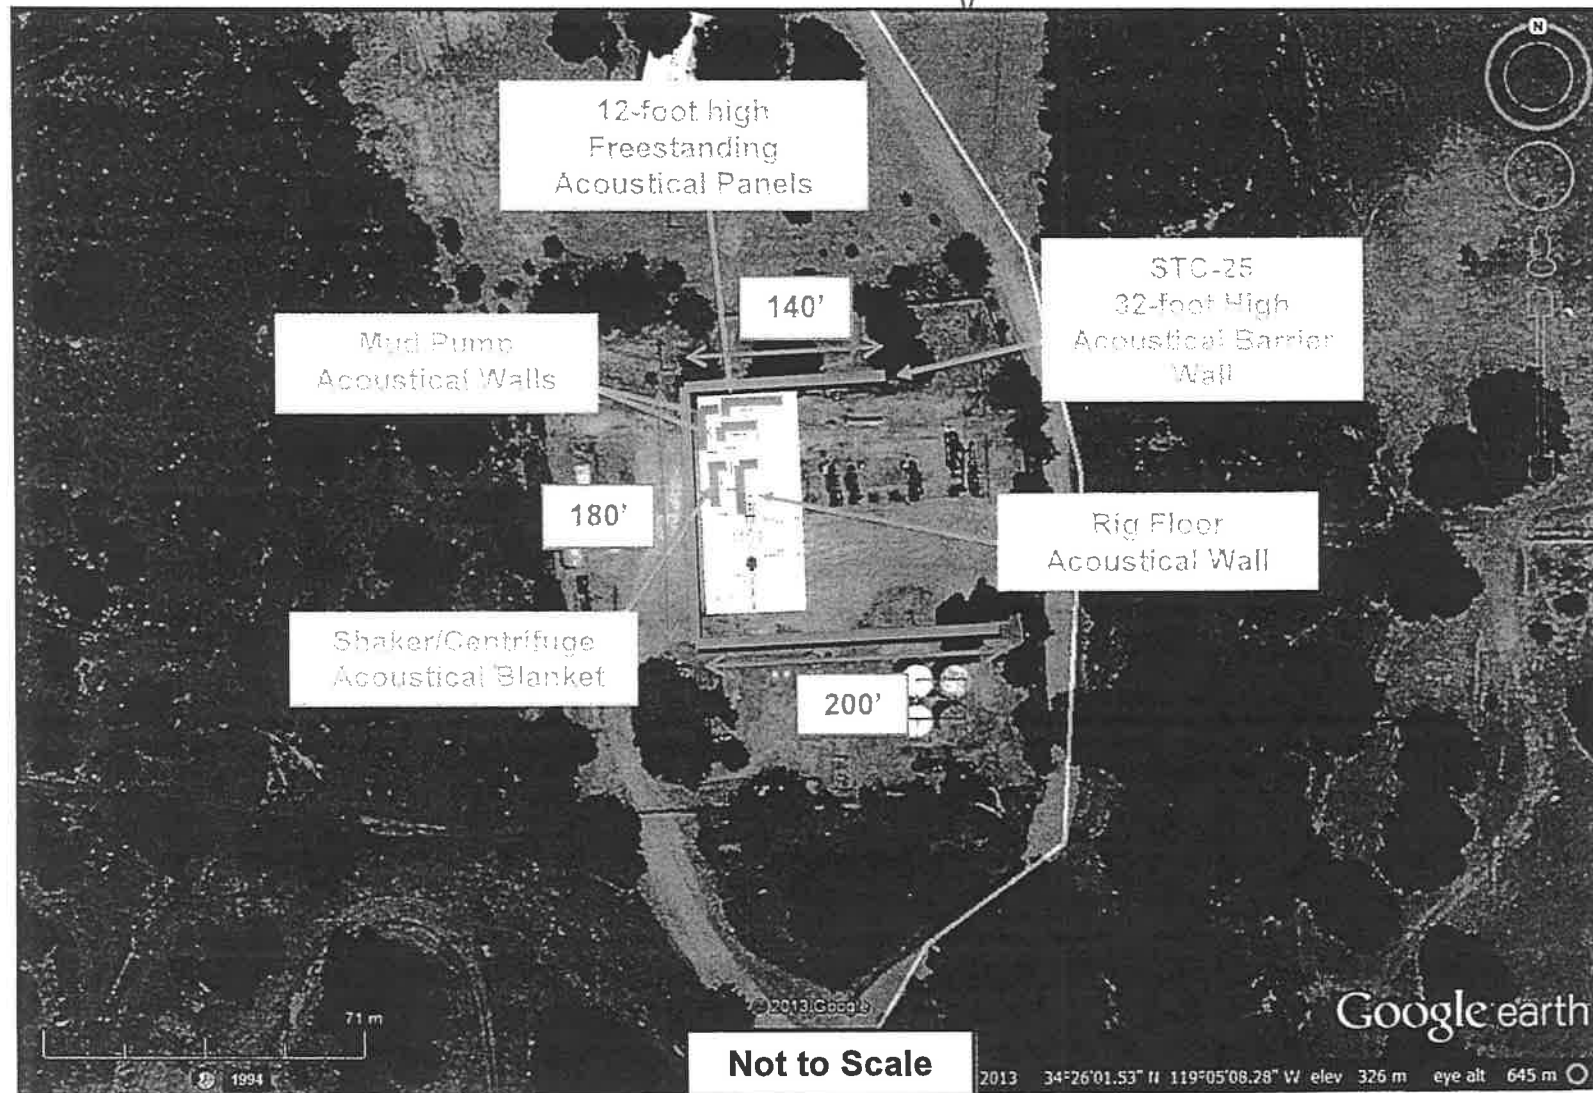 N
12-foot high
Freestanding
Acoustical Panels
STC-25
32-foot High
Acoustical Barrier
Wall
140'
Mud Pump
Acoustical Walls
180'
Rig Floor
Acoustical Wall
Shaker/Centrifuge
Acoustical Blanket
200'
© 2013 Google
Google earth
71 m
Not to Scale
1994
2013 34°26'01.53" N 119°05'08.28" W elev 326 m eye alt 645 m